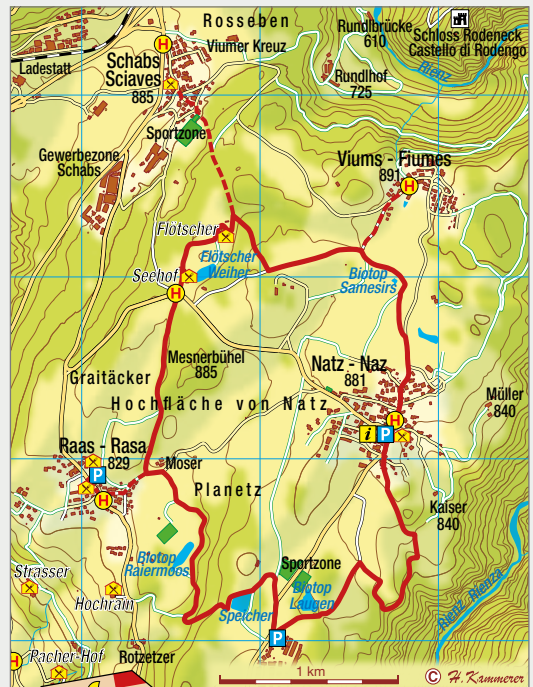 Rosseben
Rundlbrücke
610
Schloss Rodeneck
Castello di Rodengo
H
Viumer Kreuz
Ladestatt
Schabs
Sciaves
885
Rienz
Rundlhof
725
Sportzone
Gewerbezone
Schabs
Viums - Fiumes
891
H
Flötscher
Flötscher
Weiher
Seehof
H
Biotop
Samesirs
Mesnerbühel
885
Natz - Naz
881
Graitäcker
Müller
840
Hochfläche von Natz
H
i
P
Raas - Rasa
829
P
H
Moser
Planetz
Kaiser
840
Biotop
Raiermoos
Strasser
Sportzone
Biotop
Laugen
Hochrain
Speicher
P
Rienz - Rienza
H
Pacher-Hof
Rotzetzer
1 km
© H. Kammerer